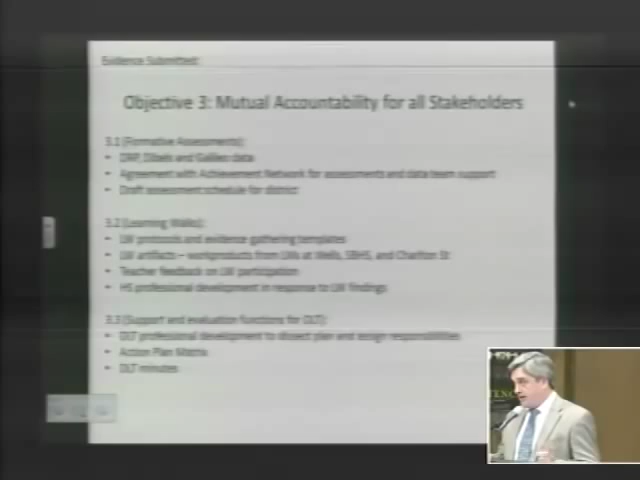 Evidence Submitted:
Objective 3: Mutual Accountability for all Stakeholders
3.1 (Formative Assessments):
• DRP, Dibels and Galileo data
• Agreement with Achievement Network for assessments and data team support
• Draft assessment schedule for district
3.2 (Learning Walks):
• LW protocols and evidence gathering templates
• LW artifacts – workproducts from LWs at Wells, SBHS, and Charlton St
• Teacher feedback on LW participation
• HS professional development in response to LW findings
3.3 (Support and evaluation functions for DLT):
• DLT professional development to dissect plan and assign responsibilities
• Action Plan Matrix
• DLT minutes